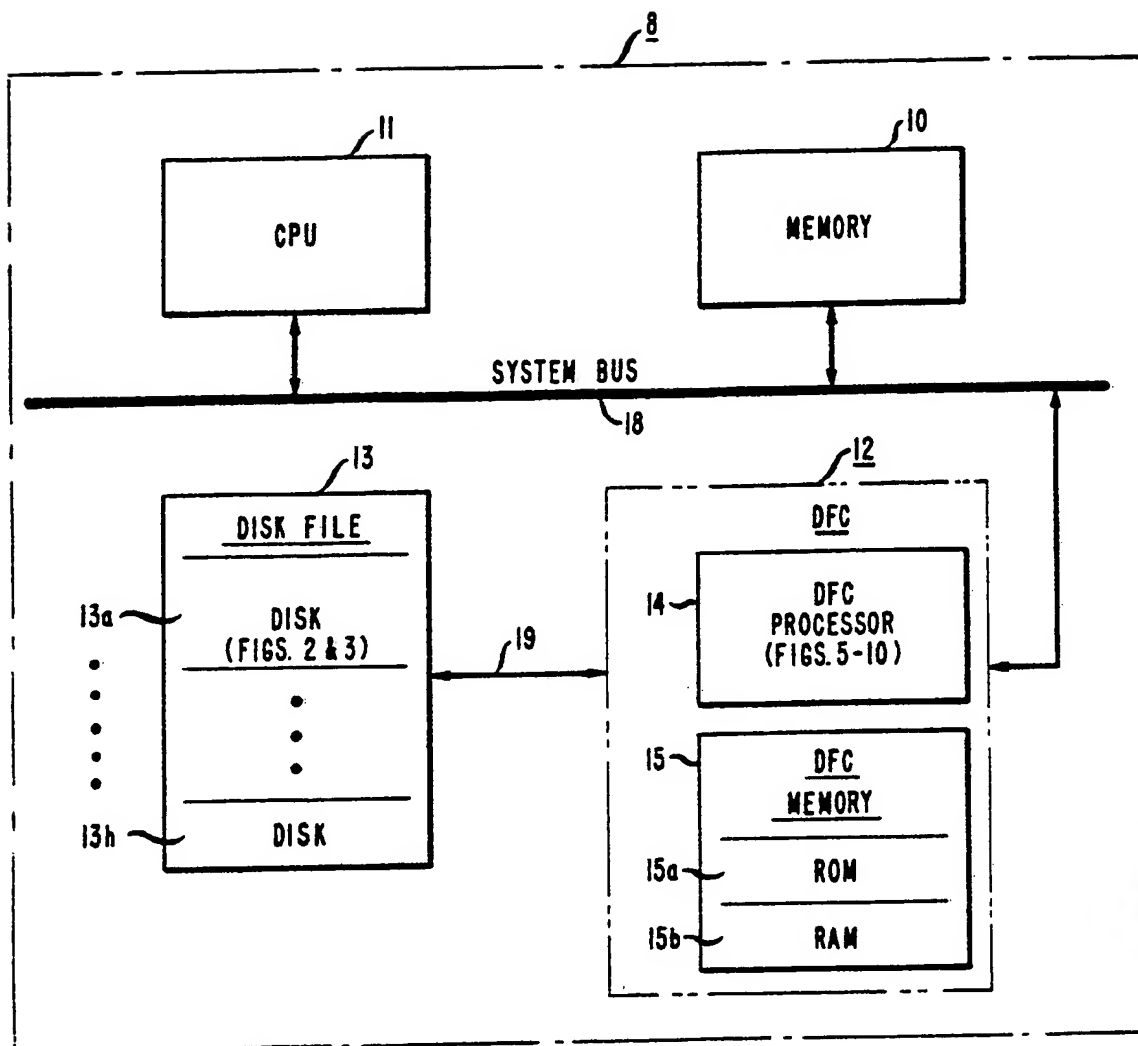 8
11
10
CPU
MEMORY
SYSTEM BUS
18
13
12
DISK FILE
DFC
13a
DISK
(FIGS. 2 & 3)
19
14
DFC
PROCESSOR
(FIGS. 5-10)
15
DFC
MEMORY
13h
DISK
15a
ROM
15b
RAM